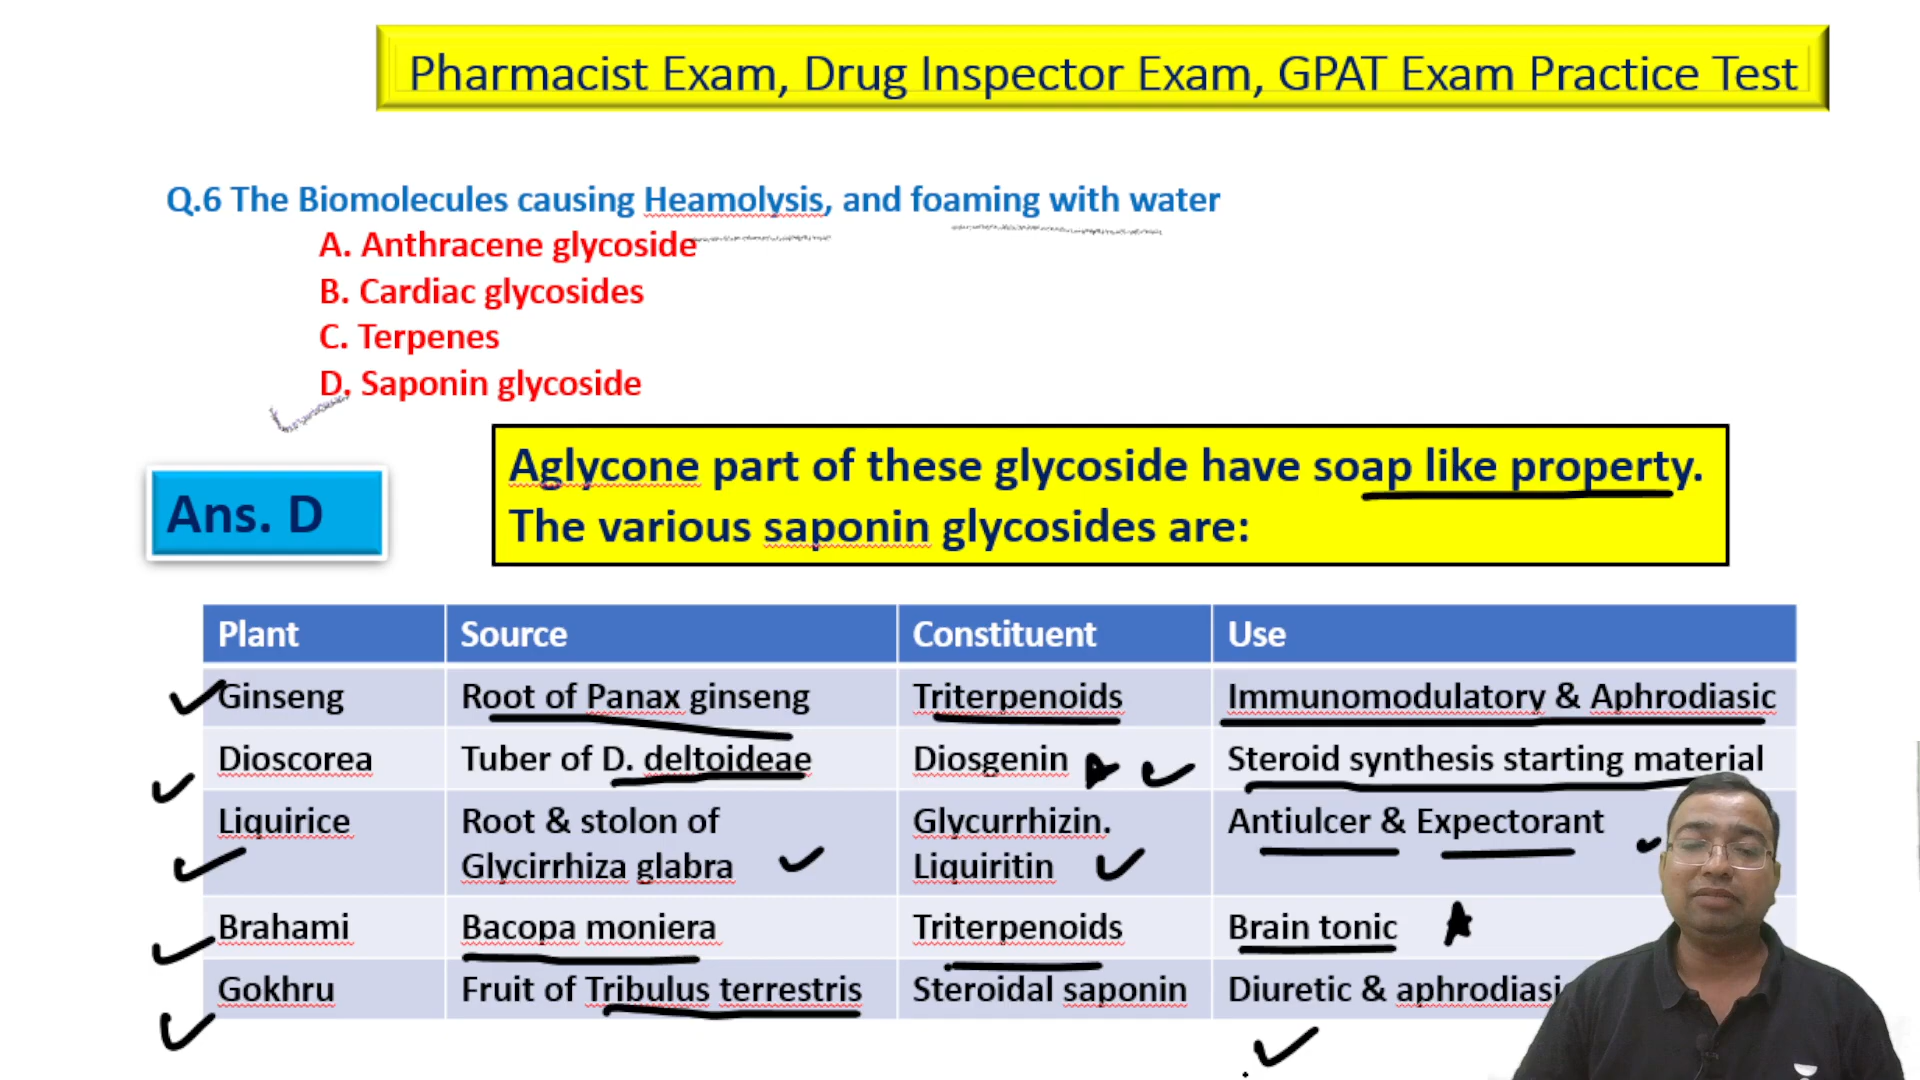 Pharmacist Exam, Drug Inspector Exam, GPAT Exam Practice Test
Q.6 The Biomolecules causing Heamolysis, and foaming with water
A. Anthracene glycoside
B. Cardiac glycosides
C. Terpenes
D. Saponin glycoside
Ans. D
Aglycone part of these glycoside have soap like property.
The various saponin glycosides are:
Plant Source Constituent Use
Ginseng Root of Panax ginseng Triterpenoids Immunomodulatory & Aphrodiasic
Dioscorea Tuber of D. deltoideae Diosgenin Steroid synthesis starting material
Liquirice Root & stolon of Glycurrhizin. Antiulcer & Expectorant
Glycirrhiza glabra Liquiritin
Brahami Bacopa moniera Triterpenoids Brain tonic
Gokhru Fruit of Tribulus terrestris Steroidal saponin Diuretic &